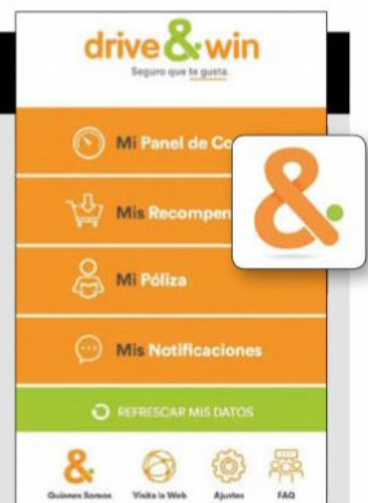 drive&win
Seguro que te gusta.
Mi Panel de Co
Mis Recompen
&
Mi Póliza
Mis Notificaciones
REFRESCAR MIS DATOS
&
Quienes Somos
Visita la Web
Ajustes
FAQ